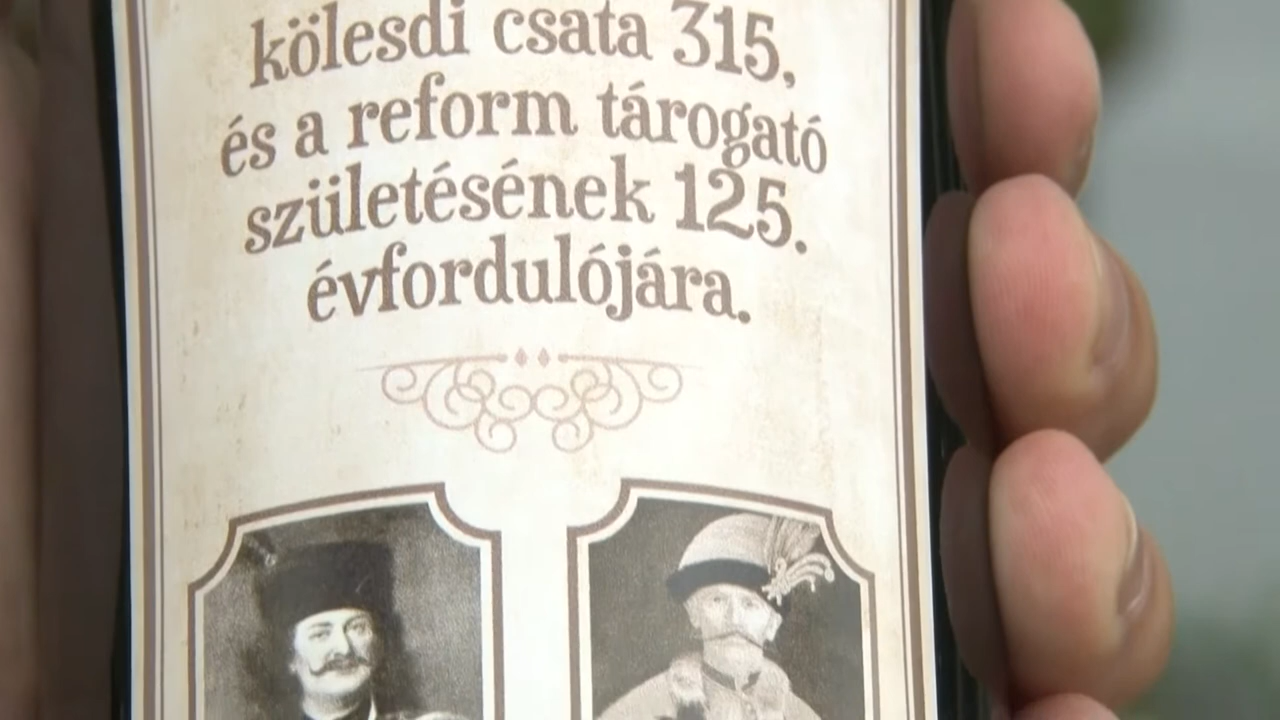 kölesdi csata 315,
és a reform tárogató
születésének 125.
évfordulójára.